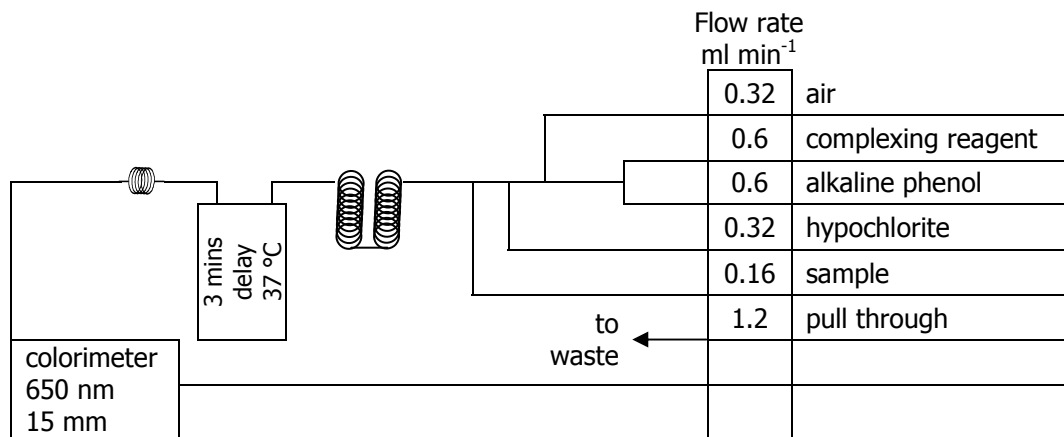 Flow rate
ml min-1
0.32 air
0.6 complexing reagent
0.6 alkaline phenol
0.32 hypochlorite
0.16 sample
1.2 pull through
to
waste
3 mins
delay
37 °C
colorimeter
650 nm
15 mm